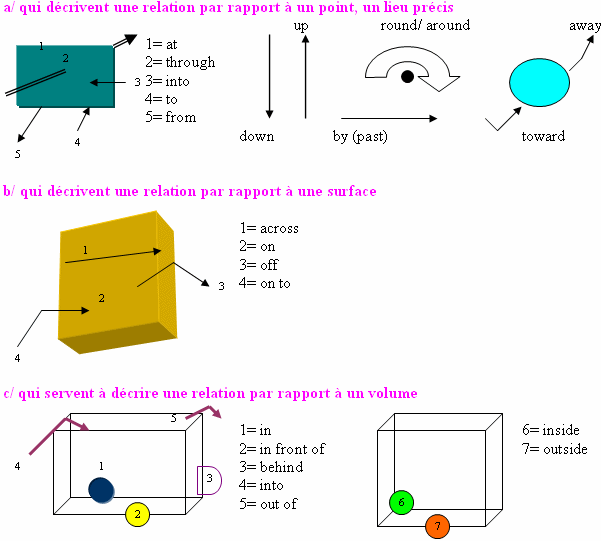 a/ qui décrivent une relation par rapport à un point, un lieu précis
up round/ around away
1 1= at
2 2= through
3 3= into
4= to
5= from
4
5
down by (past) toward
b/ qui décrivent une relation par rapport à une surface
1= across
1 2= on
3= off
3 4= on to
2
4
c/ qui servent à décrire une relation par rapport à un volume
5
1= in 6= inside
2= in front of 7= outside
4 1 3= behind
3 4= into
5= out of 6
2 7